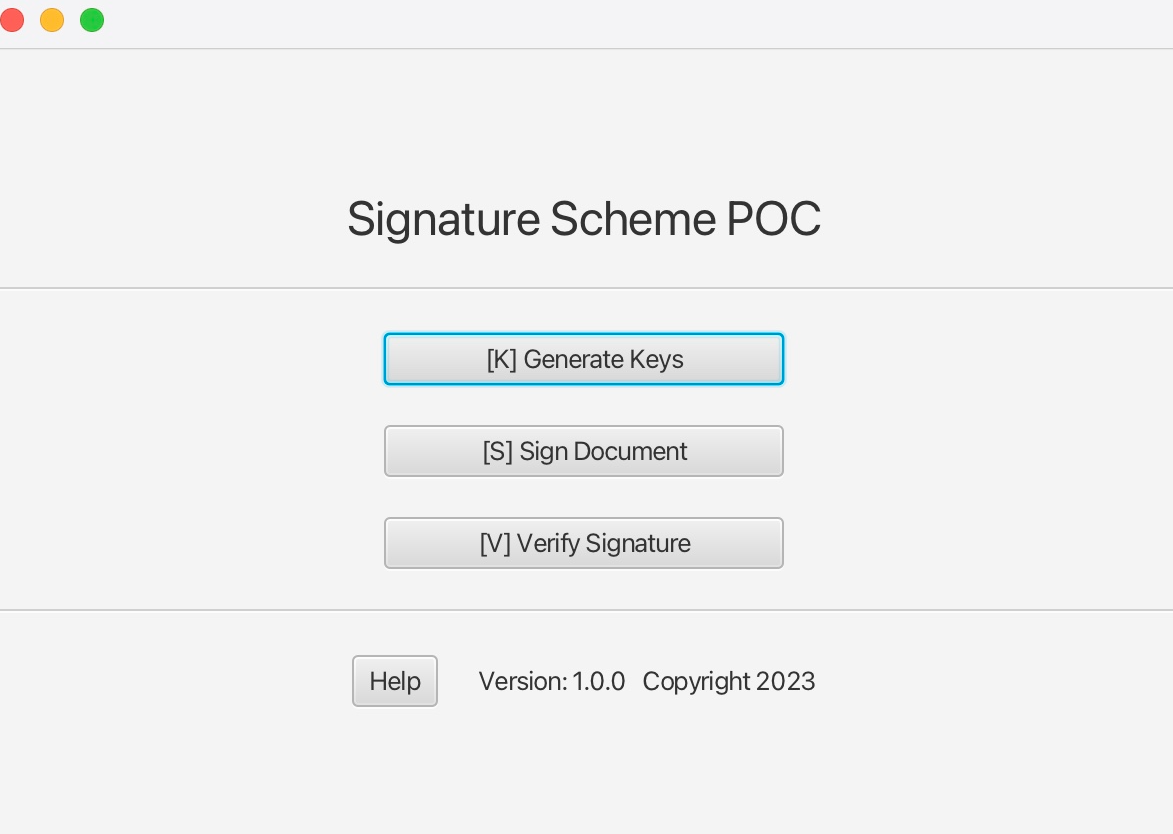 Signature Scheme POC
[K] Generate Keys
[S] Sign Document
[V] Verify Signature
Help Version: 1.0.0 Copyright 2023